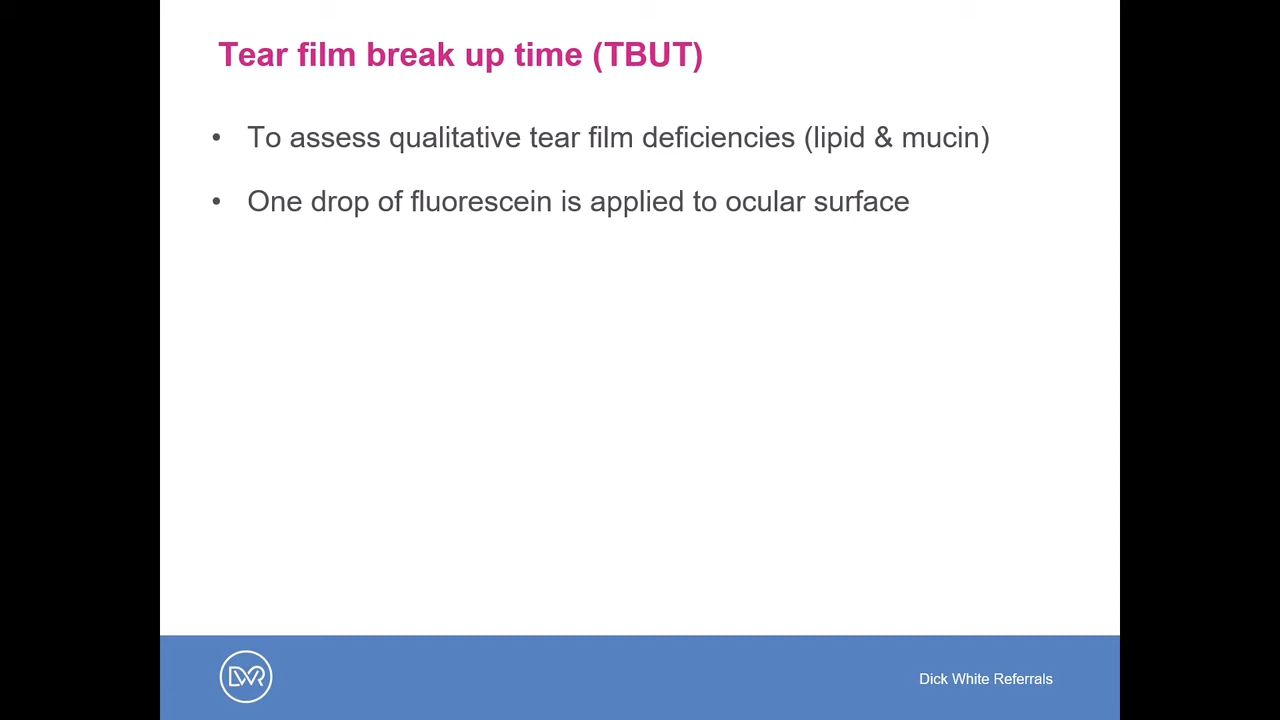 Tear film break up time (TBUT)
• To assess qualitative tear film deficiencies (lipid & mucin)
• One drop of fluorescein is applied to ocular surface
DWR
Dick White Referrals